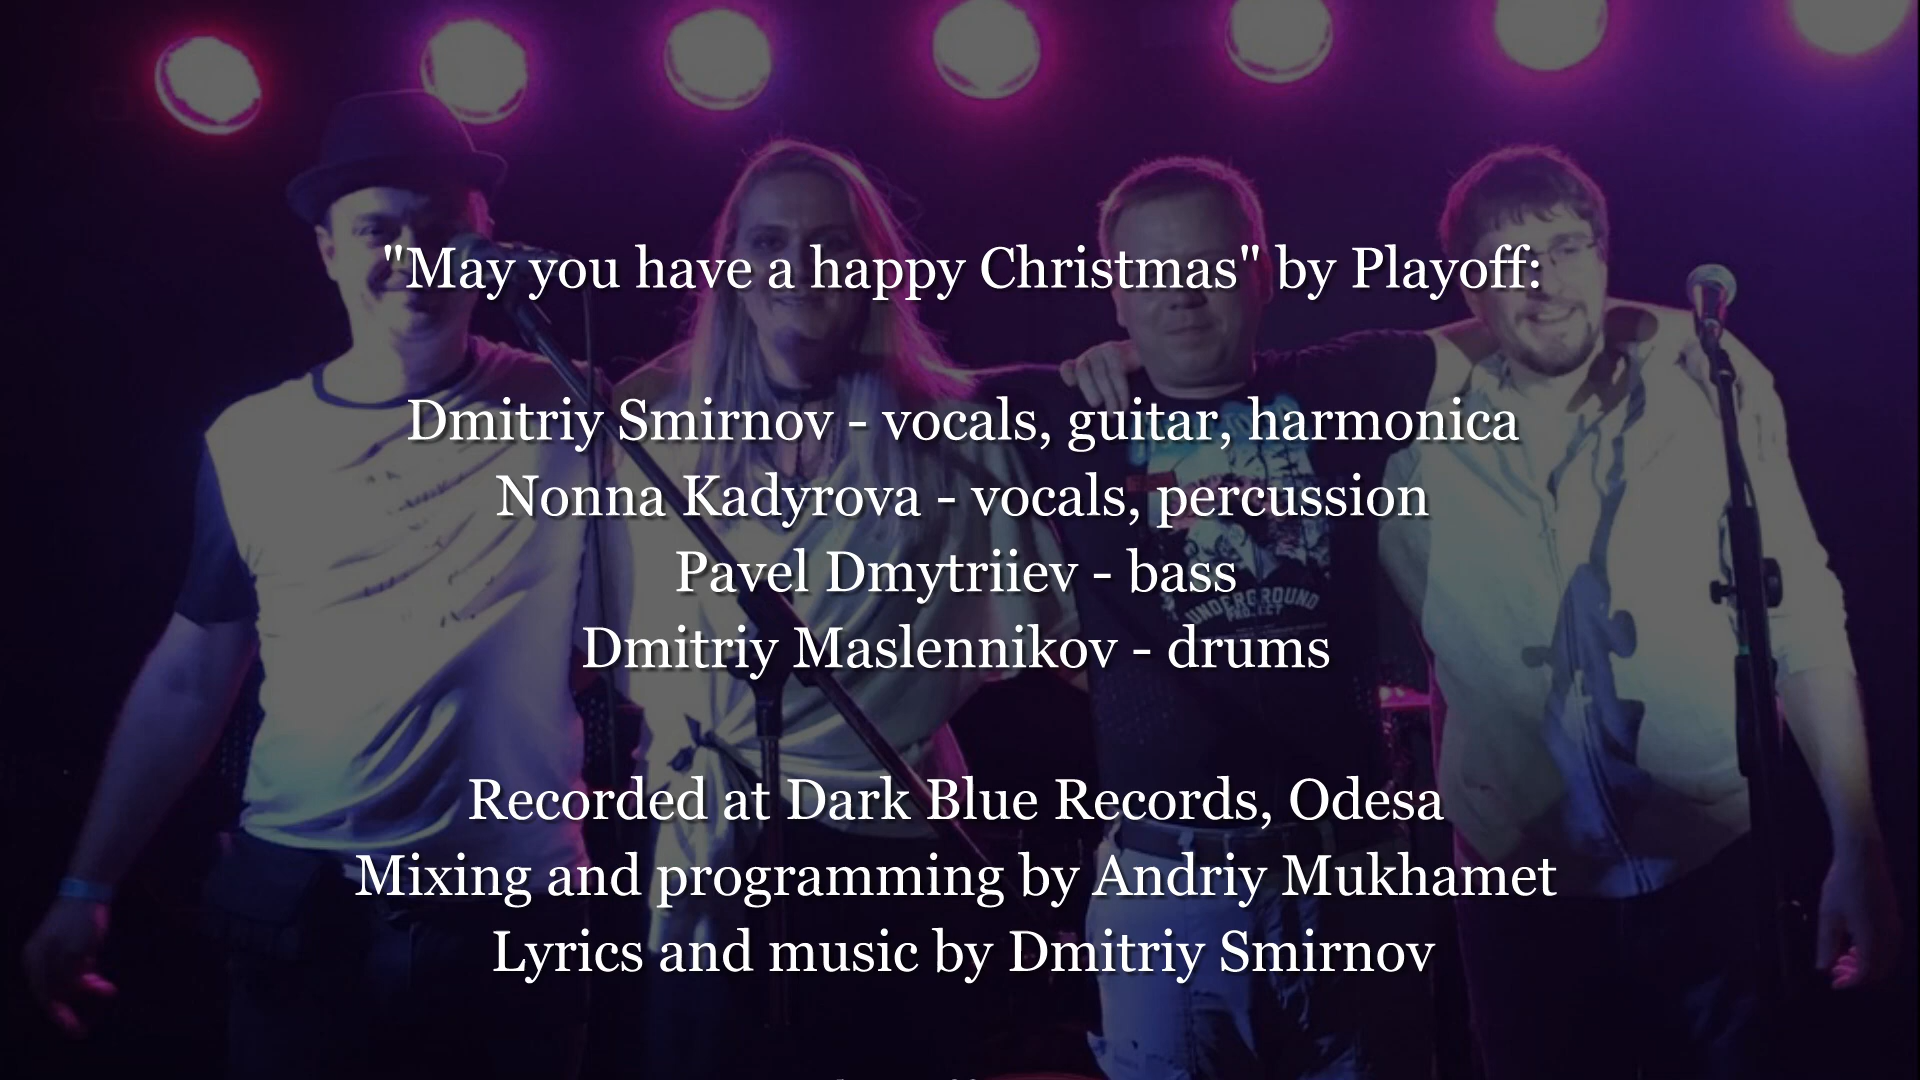 "May you have a happy Christmas" by Playoff:
Dmitriy Smirnov - vocals, guitar, harmonica
Nonna Kadyrova - vocals, percussion
Pavel Dmytriiev - bass
UNDERGROUND
PROJECT
Dmitriy Maslennikov - drums
Recorded at Dark Blue Records, Odesa
Mixing and programming by Andriy Mukhamet
Lyrics and music by Dmitriy Smirnov